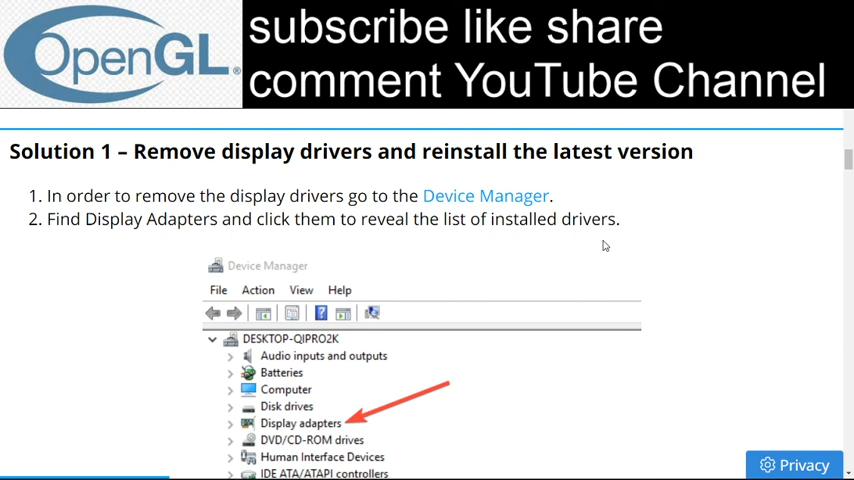 OpenGL®
subscribe like share
comment YouTube Channel
Solution 1 – Remove display drivers and reinstall the latest version
1. In order to remove the display drivers go to the Device Manager.
2. Find Display Adapters and click them to reveal the list of installed drivers.
Device Manager
File Action View Help
DESKTOP-QIPRO2K
Audio inputs and outputs
Batteries
Computer
Disk drives
Display adapters
DVD/CD-ROM drives
Human Interface Devices
IDE ATA/ATAPI controllers
Privacy